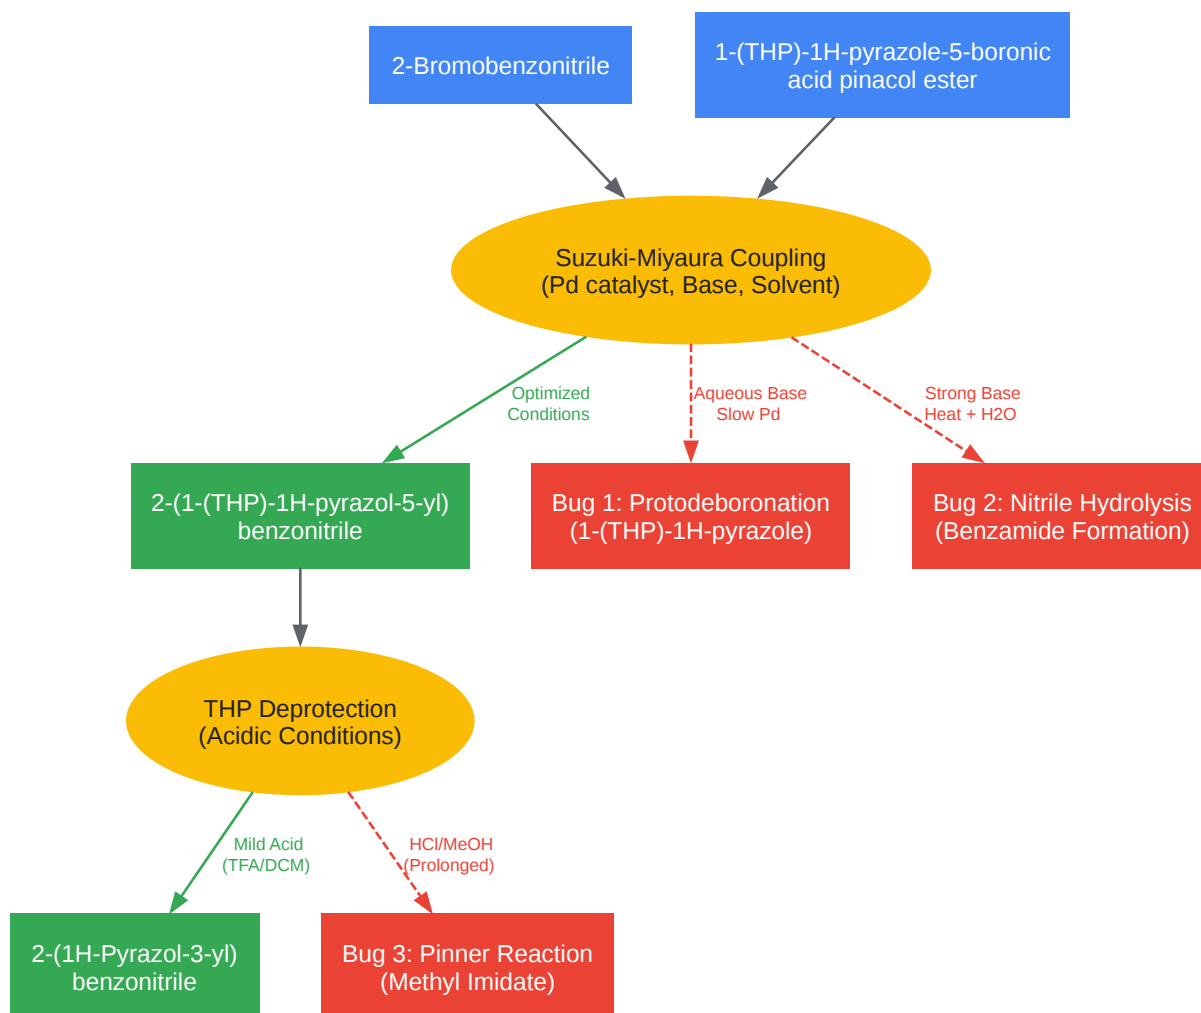 2-Bromobenzonitrile
1-(THP)-1H-pyrazole-5-boronic
acid pinacol ester
Suzuki-Miyaura Coupling
(Pd catalyst, Base, Solvent)
Optimized
Conditions
Aqueous Base
Slow Pd
Strong Base
Heat + H2O
2-(1-(THP)-1H-pyrazol-5-yl)
benzonitrile
Bug 1: Protodeboronation
(1-(THP)-1H-pyrazole)
Bug 2: Nitrile Hydrolysis
(Benzamide Formation)
THP Deprotection
(Acidic Conditions)
Mild Acid
(TFA/DCM)
HCl/MeOH
(Prolonged)
2-(1H-Pyrazol-3-yl)
benzonitrile
Bug 3: Pinner Reaction
(Methyl Imidate)